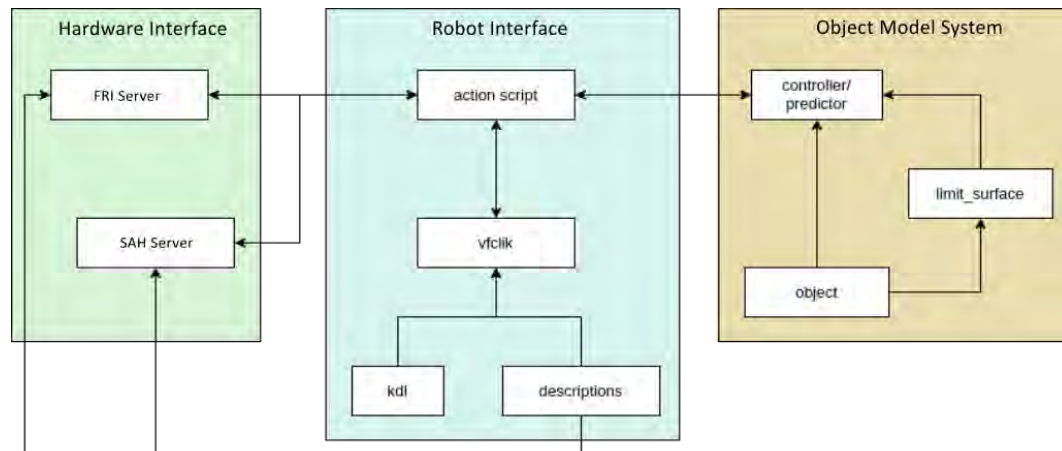 Hardware Interface
Robot Interface
Object Model System
FRI Server
action script
controller/
predictor
limit_surface
SAH Server
vfclik
object
kdl
descriptions